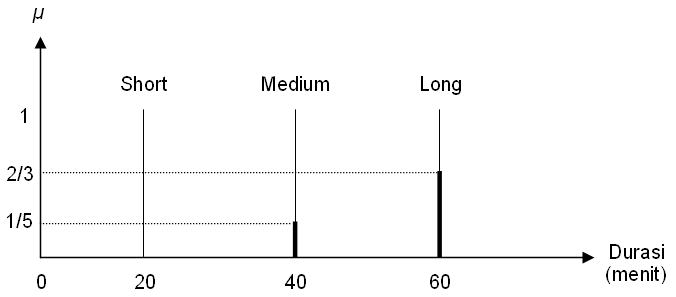 μ
Short Medium Long
1
2/3
1/5
0 20 40 60
Durasi
(menit)